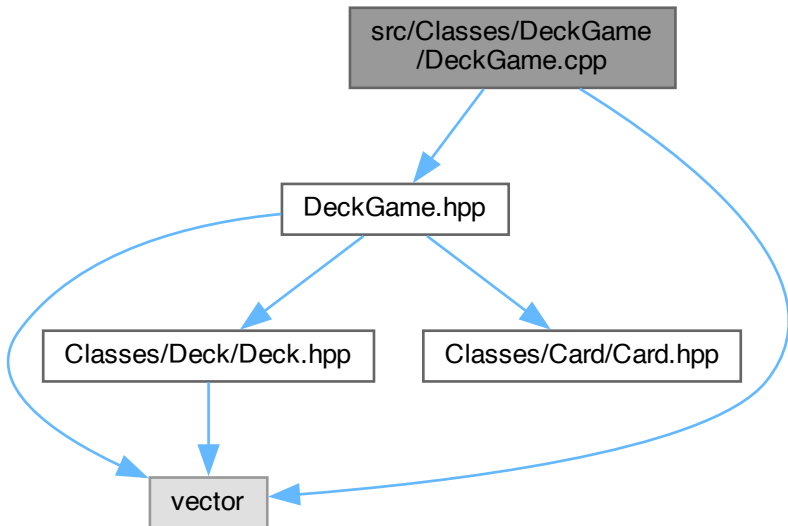 src/Classes/DeckGame
/DeckGame.cpp
DeckGame.hpp
Classes/Deck/Deck.hpp
Classes/Card/Card.hpp
vector